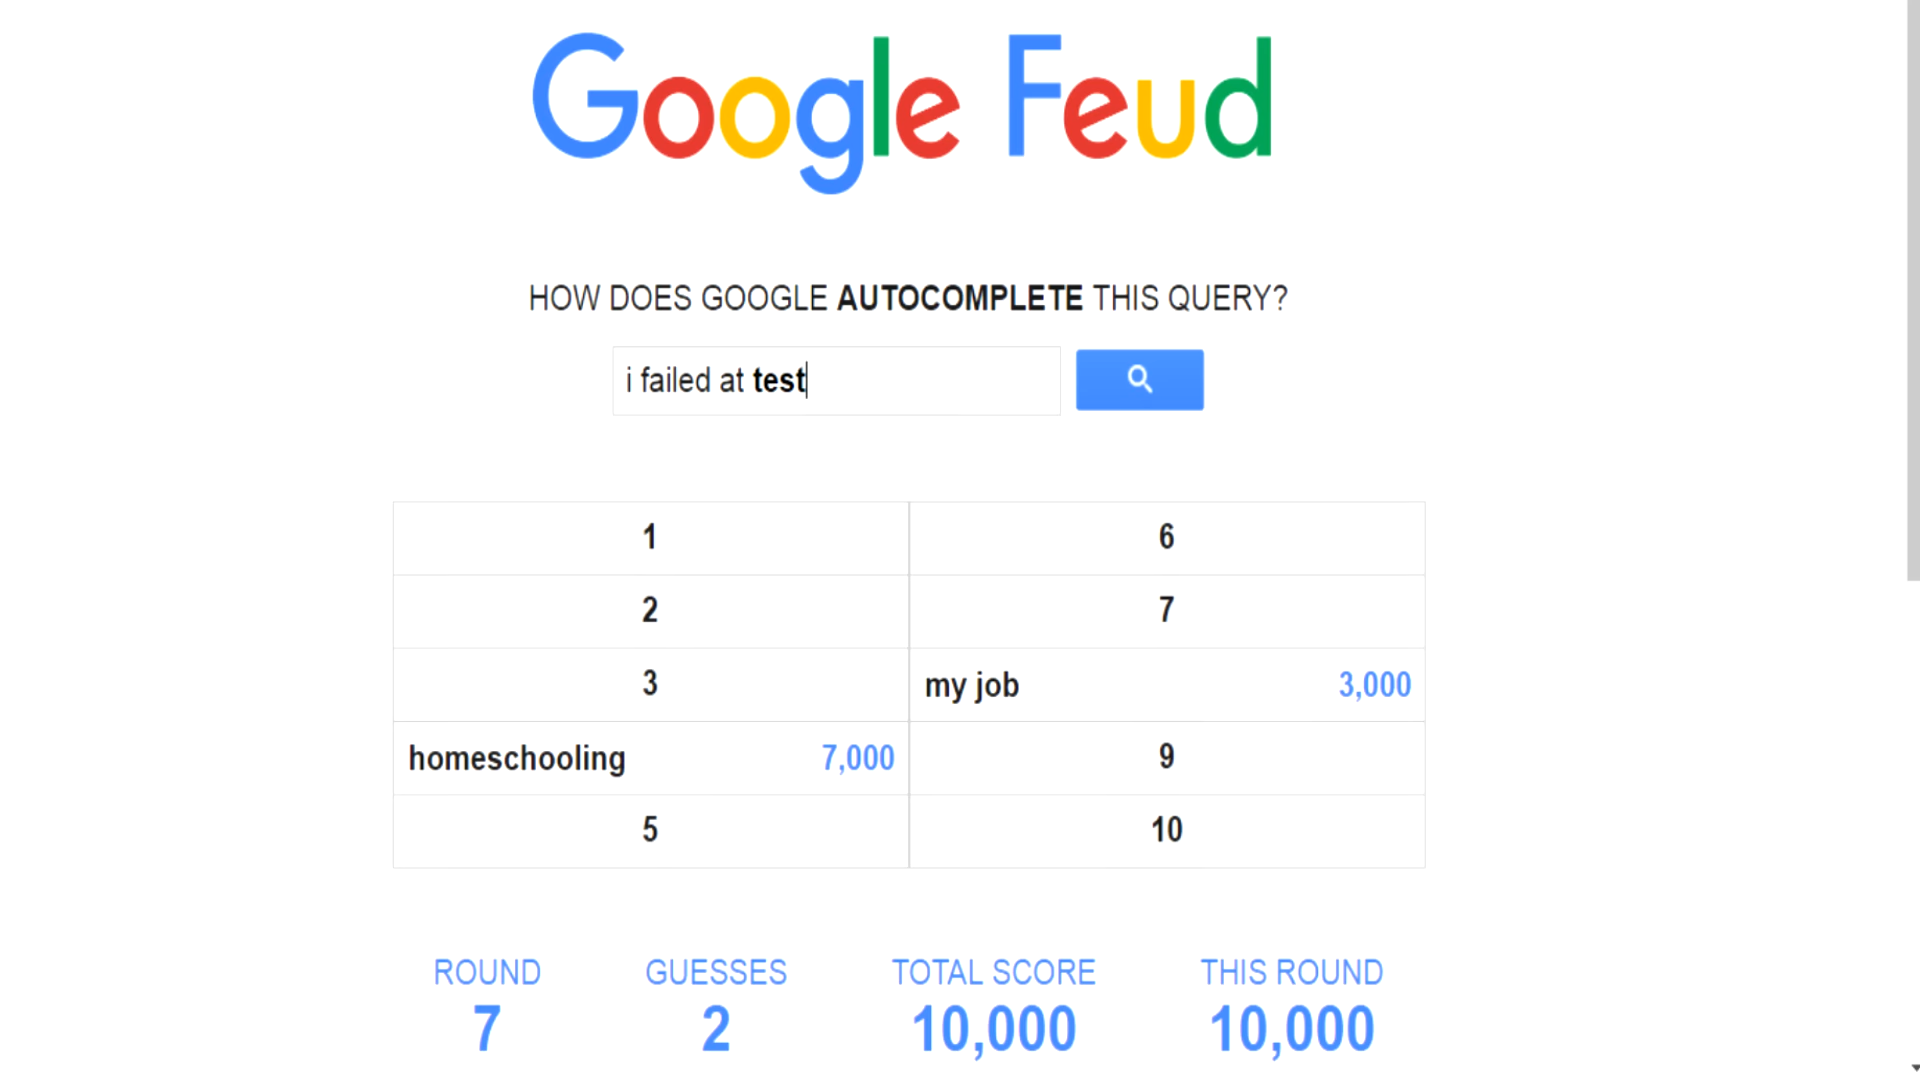 Google Feud
HOW DOES GOOGLE AUTOCOMPLETE THIS QUERY?
i failed at test
1
6
2
7
3
my job 3,000
homeschooling 7,000
9
5
10
ROUND GUESSES TOTAL SCORE THIS ROUND
7 2 10,000 10,000